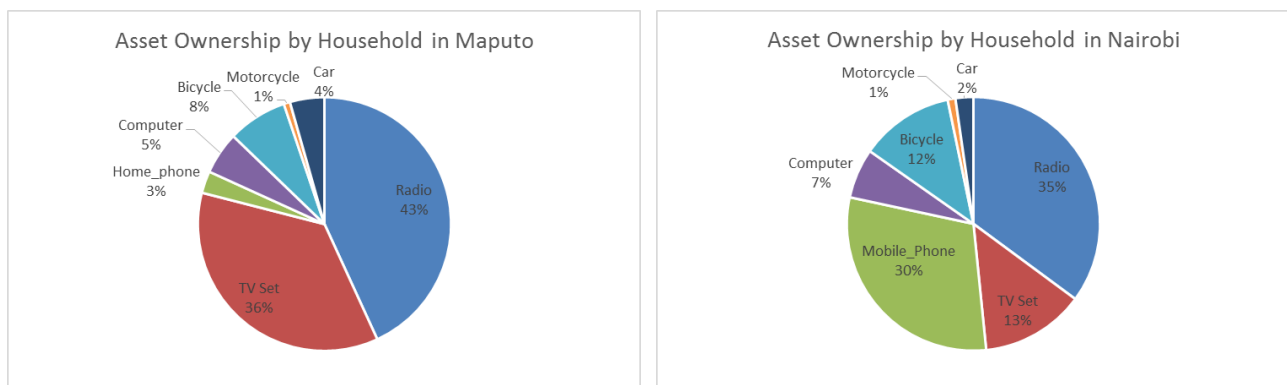 Asset Ownership by Household in Maputo
Car
4%
Motorcycle
1%
Bicycle
8%
Computer
5%
Home_phone
3%
Radio
43%
TV Set
36%
Asset Ownership by Household in Nairobi
Car
2%
Motorcycle
1%
Bicycle
12%
Computer
7%
Radio
35%
Mobile_Phone
30%
TV Set
13%